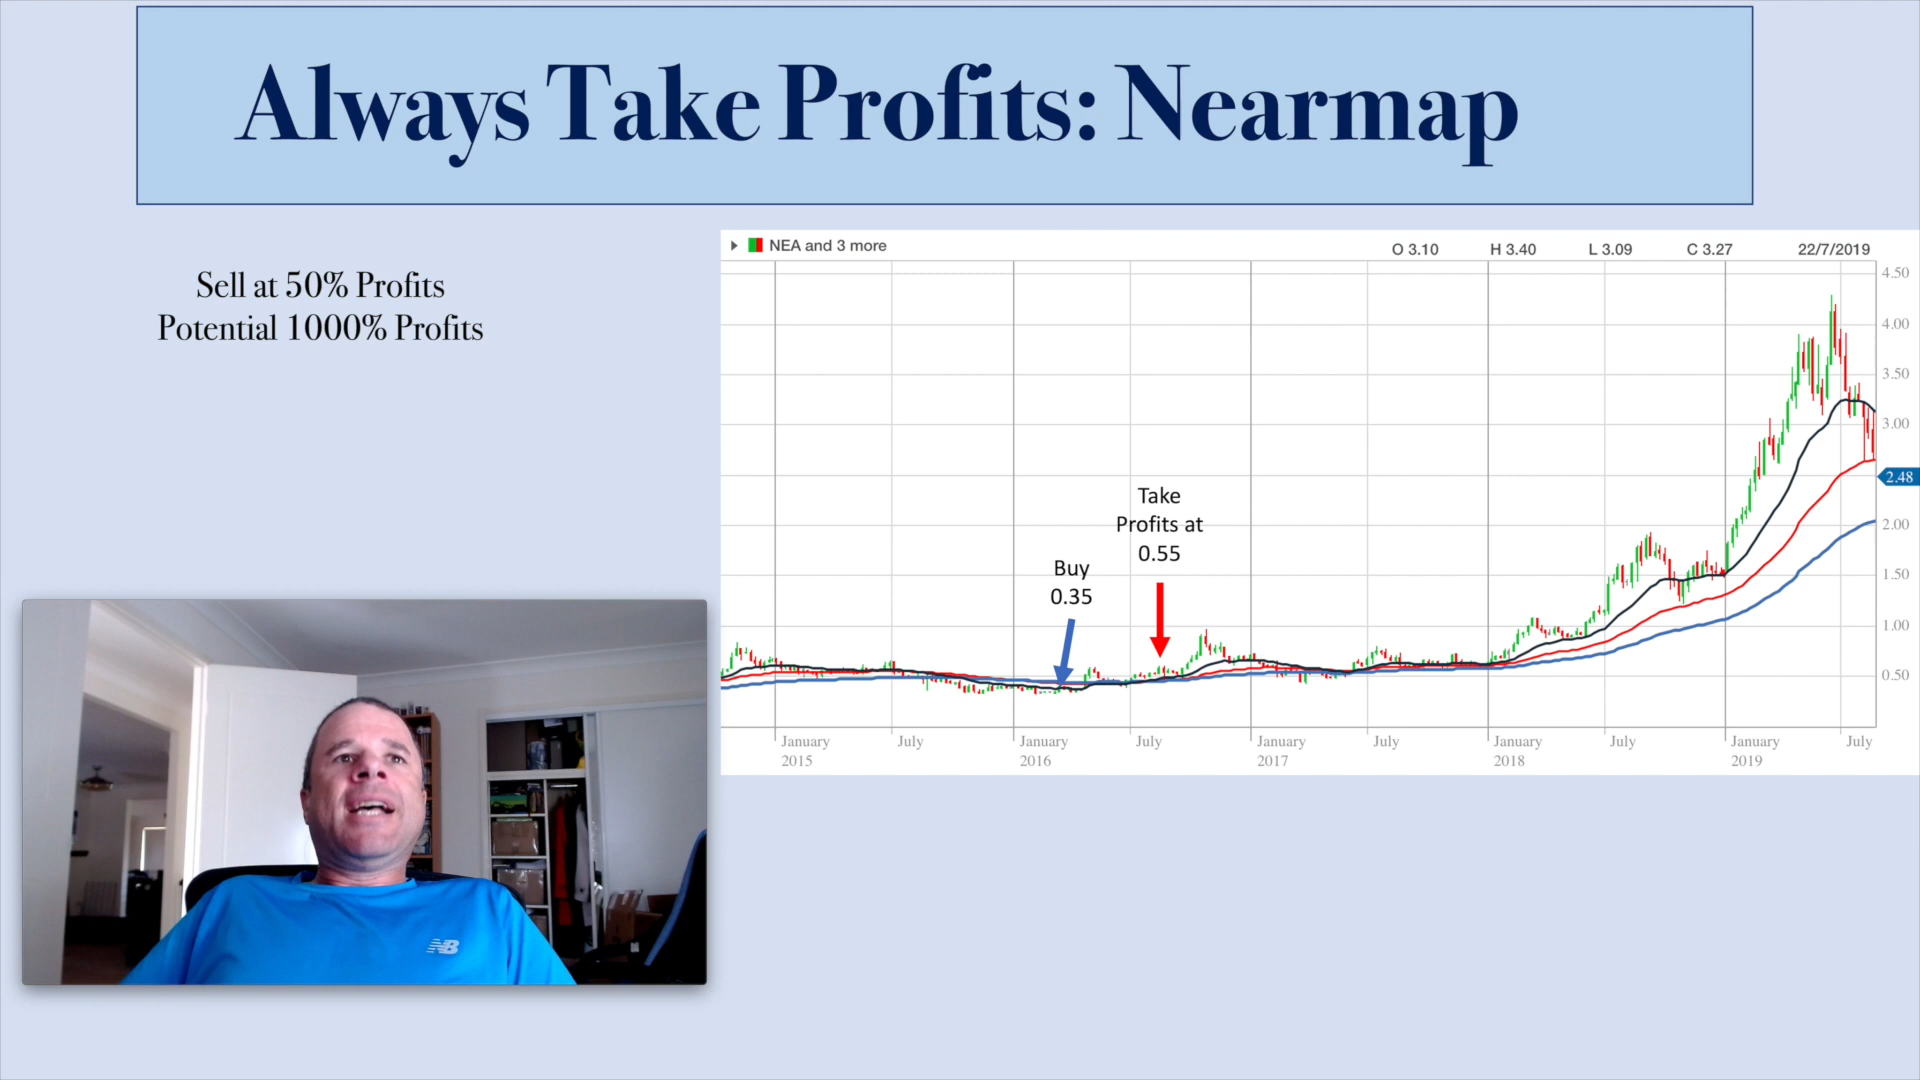 Always Take Profits: Nearmap
Sell at 50% Profits
Potential 1000% Profits
NEA and 3 more
O 3.10 H 3.40 L 3.09 C 3.27 22/7/2019
4.50
4.00
3.50
3.00
2.48
2.00
1.50
1.00
0.50
Take
Profits at
0.55
Buy
0.35
January July January July January July January July January July
2015 2016 2017 2018 2019
NB